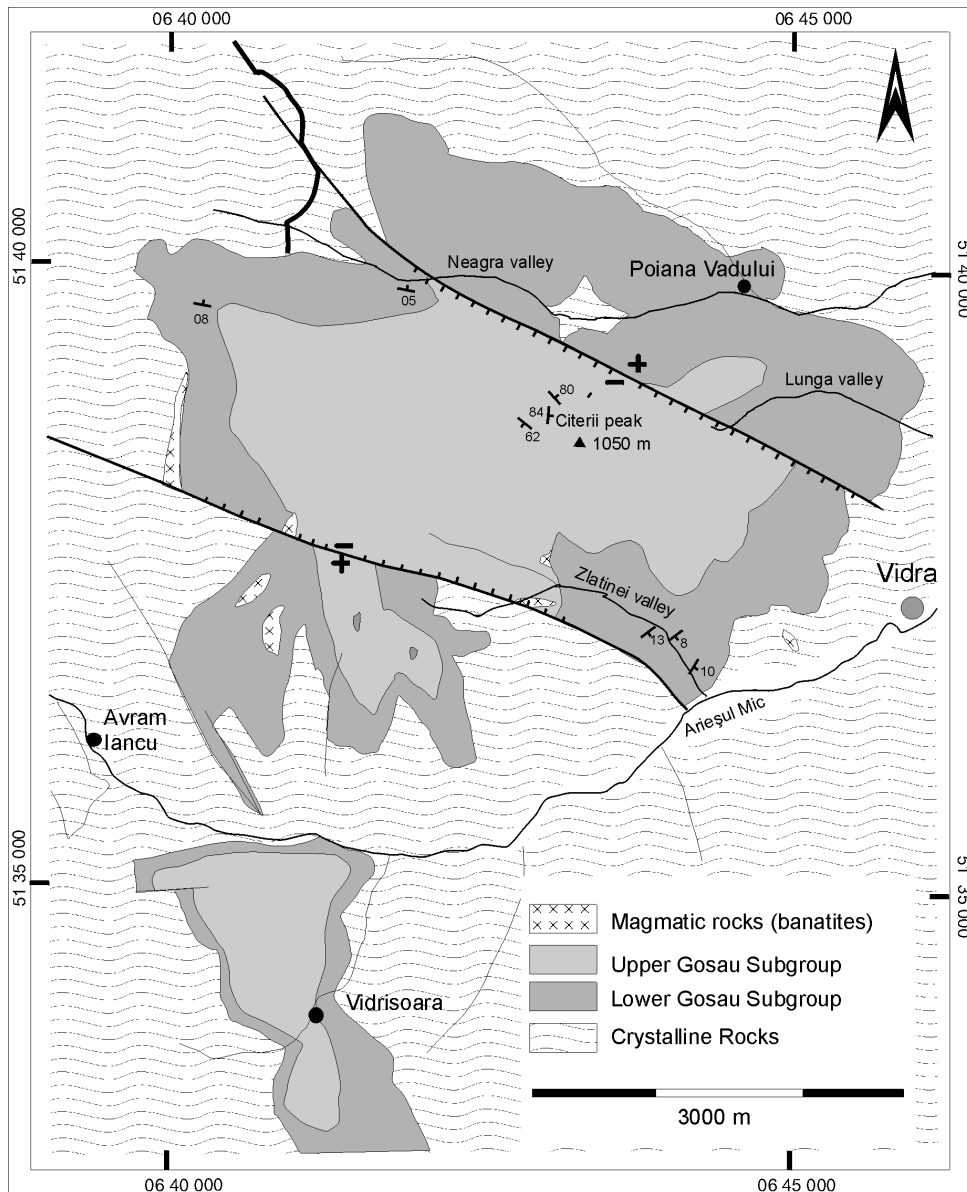 06 40 000
06 45 000
51 40 000
51 40 000
Neagra valley
Poiana Vadului
05
08
+
−
Lunga valley
80
84
Citerii peak
62
▲ 1050 m
−
+
Vidra
Zlatinei valley
13
8
10
Arieşul Mic
Avram
Iancu
51 35 000
51 35 000
Magmatic rocks (banatites)
Upper Gosau Subgroup
Lower Gosau Subgroup
Crystalline Rocks
Vidrisoara
3000 m
06 40 000
06 45 000